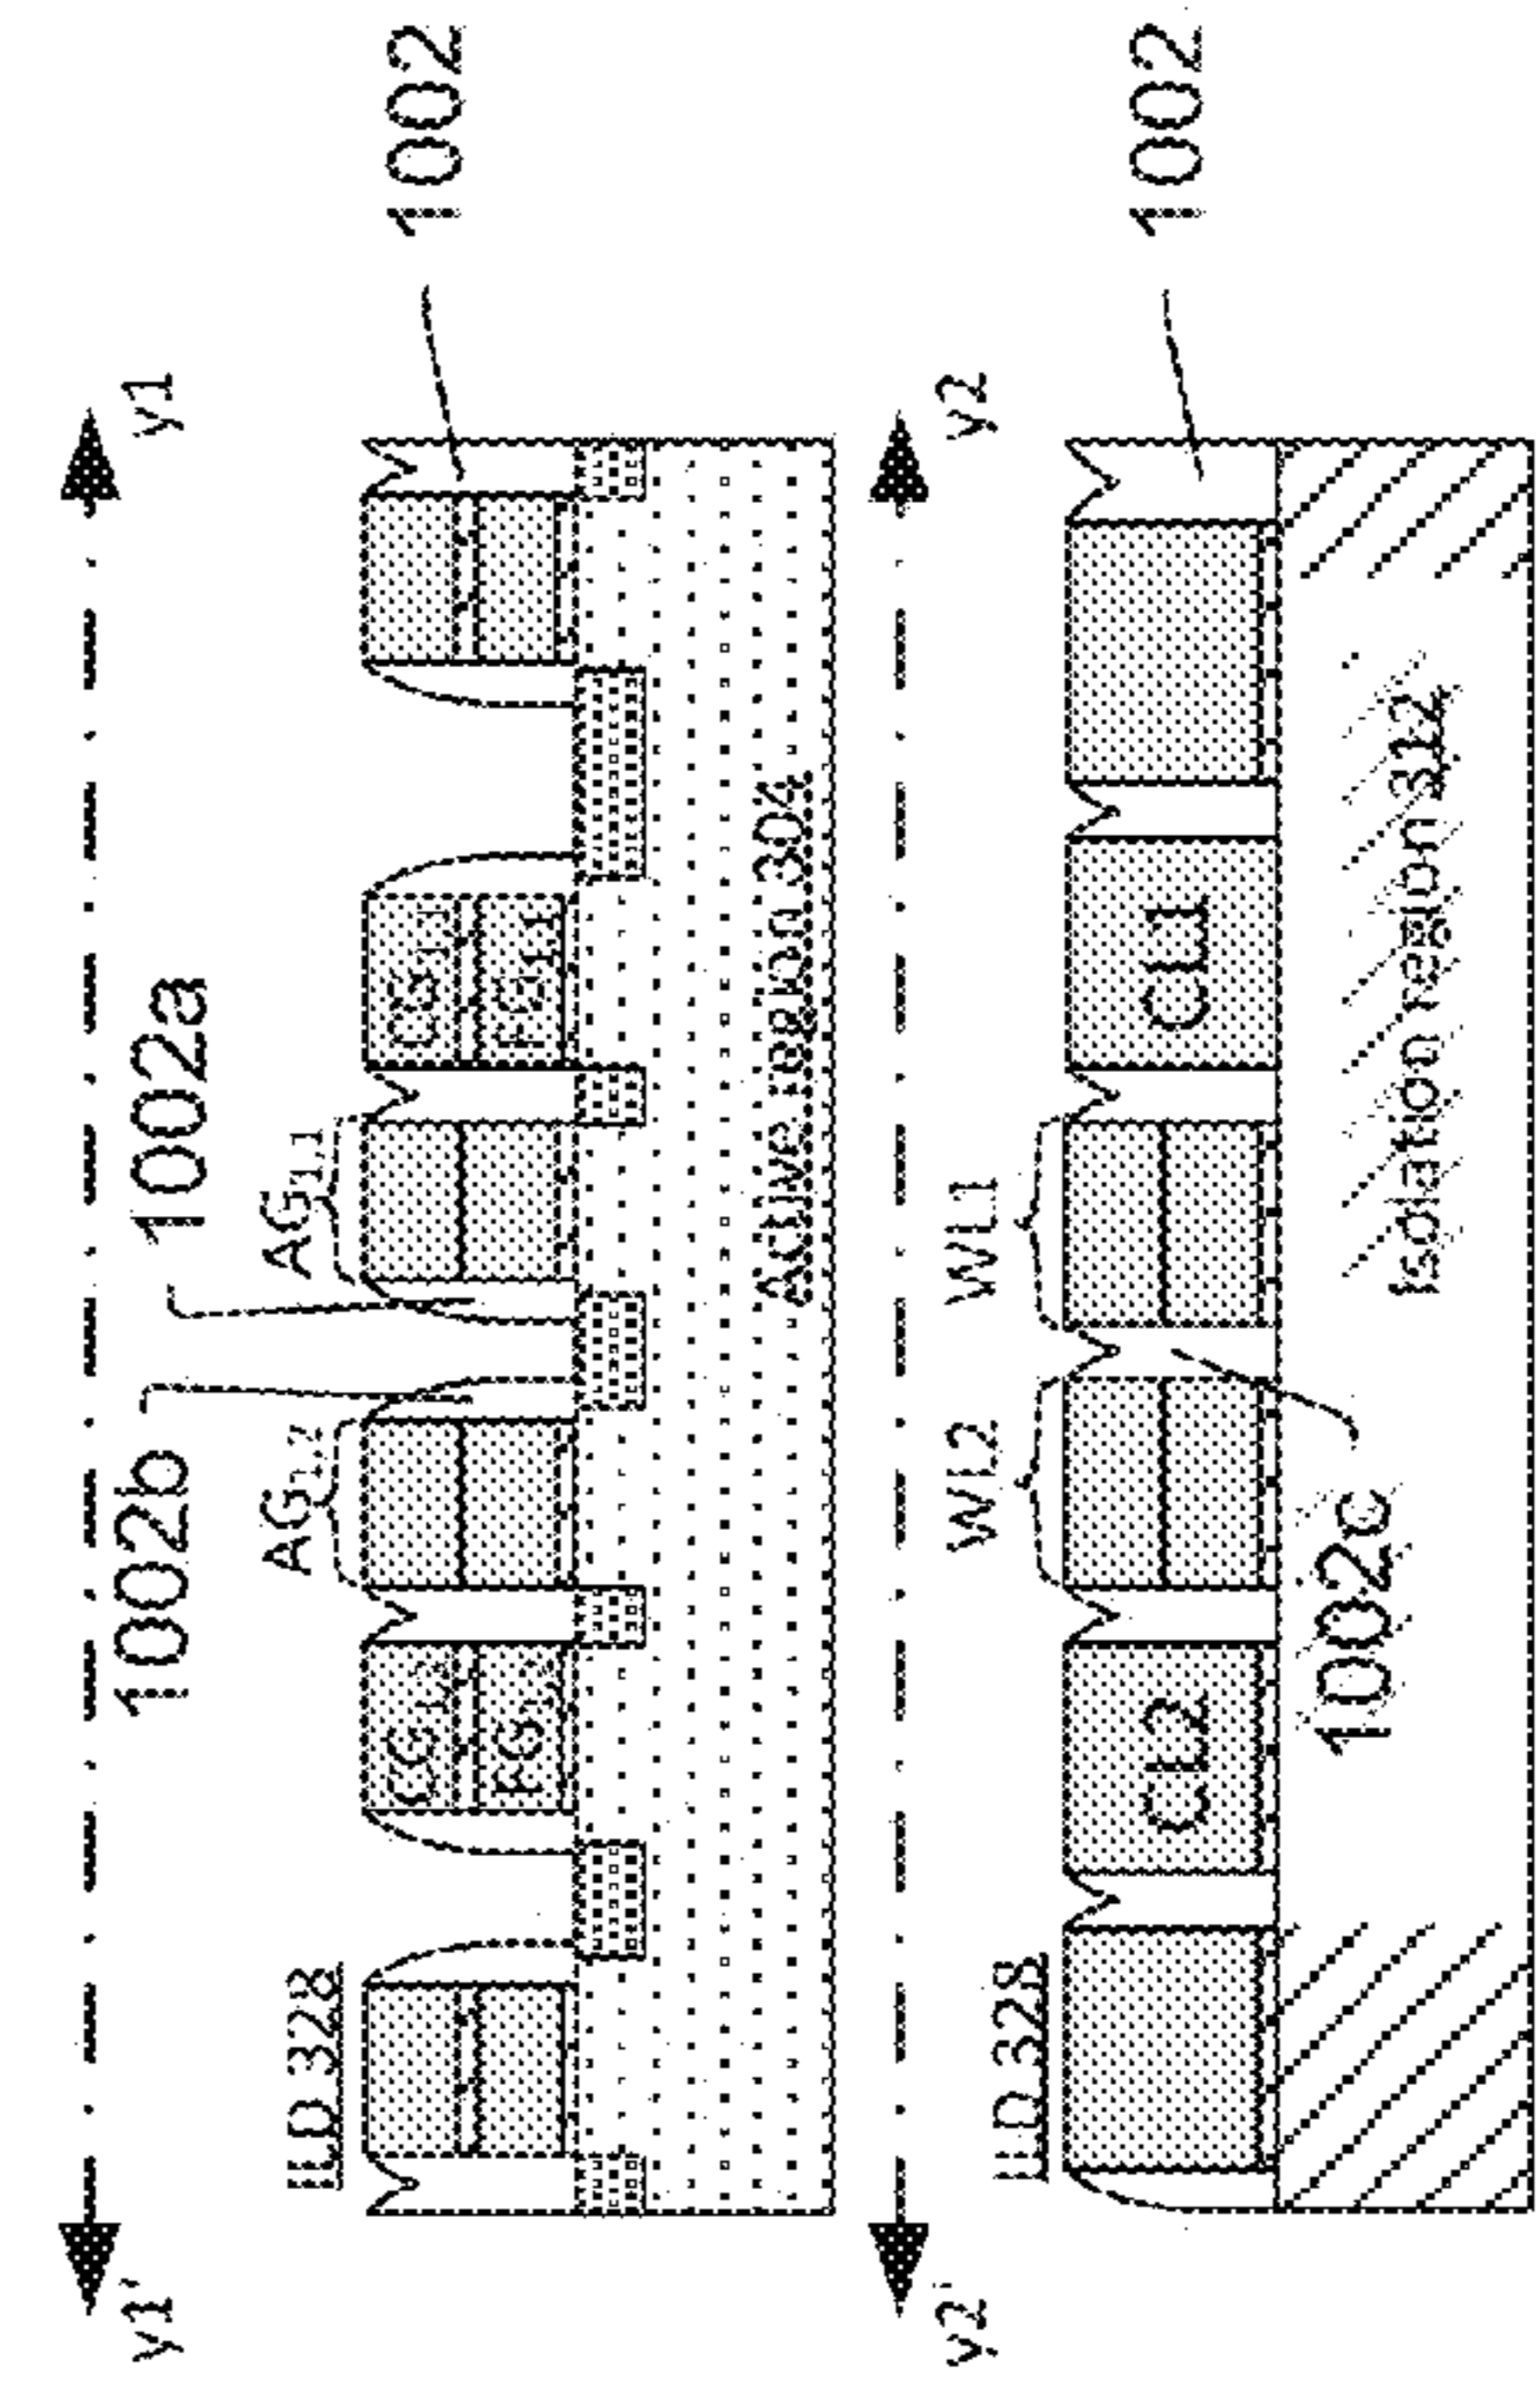 y1' y1
1002b 1002a
AG1,2 AG1,1
ILD 328
1002
CG1,2 CG1,1
FG1,2 FG1,1
Active region 304
y2' y2
WL2 WL1
ILD 328
1002
CL2 CL1
1002c
Isolation region 312